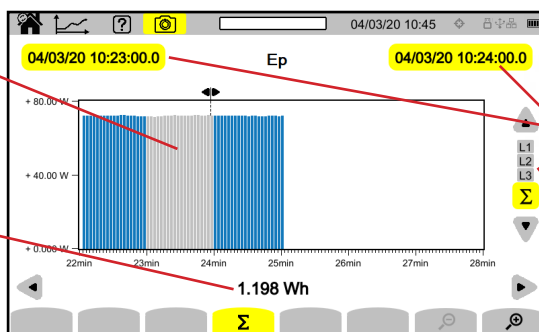 ? 04/03/20 10:45
04/03/20 10:23:00.0 Ep 04/03/20 10:24:00.0
+ 80.00 W
+ 40.00 W
+ 0.000 W
L1
L2
L3
Σ
22min 23min 24min 25min 26min 27min 28min
1.198 Wh
Σ